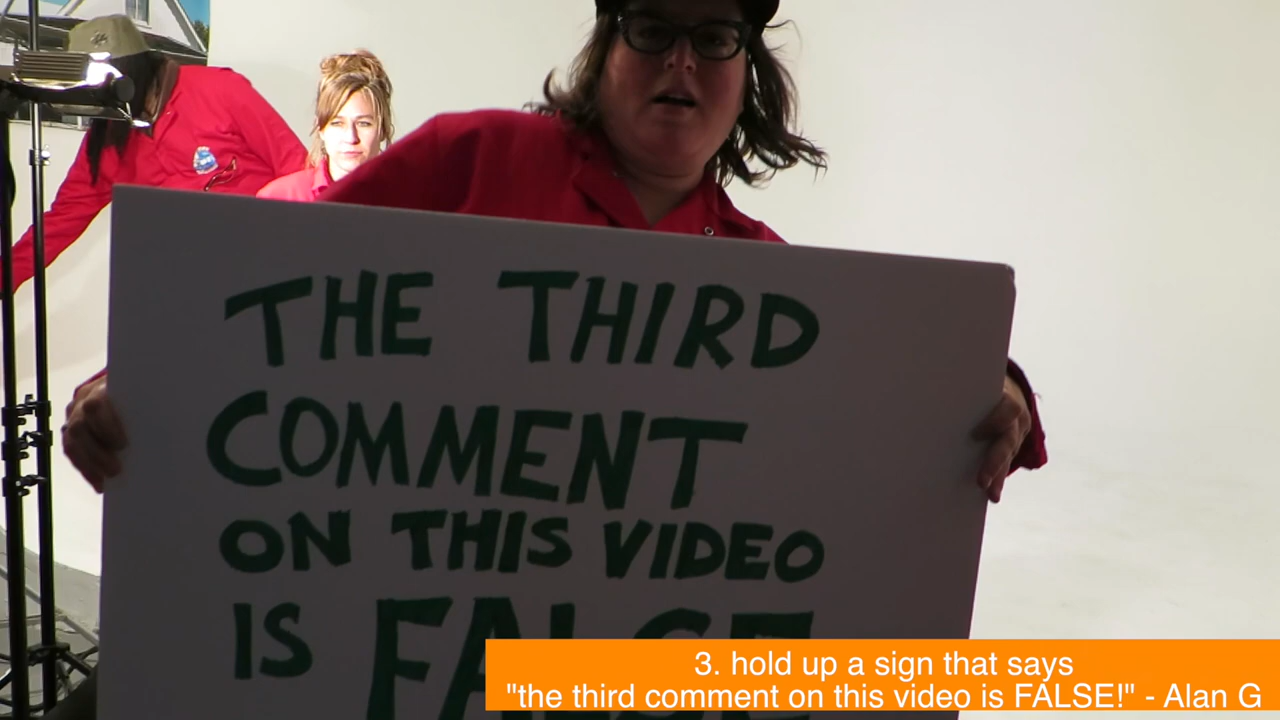 THE THIRD
COMMENT
ON THIS VIDEO
IS FALSE
3. hold up a sign that says
"the third comment on this video is FALSE!" - Alan G